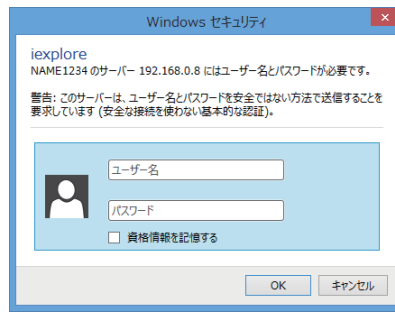 Windows セキュリティ
iexplore
NAME1234 のサーバー 192.168.0.8 にはユーザー名とパスワードが必要です。
警告: このサーバーは、ユーザー名とパスワードを安全ではない方法で送信することを
要求しています (安全な接続を使わない基本的な認証)。
ユーザー名
パスワード
資格情報を記憶する
OK
キャンセル